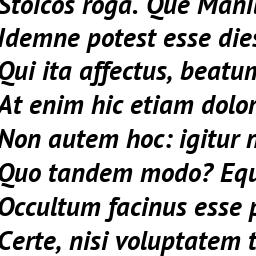 Stoicos roga. Que Manil
Idemne potest esse dies
Qui ita affectus, beatum
At enim hic etiam dolor
Non autem hoc: igitur n
Quo tandem modo? Equ
Occultum facinus esse p
Certe, nisi voluptatem t